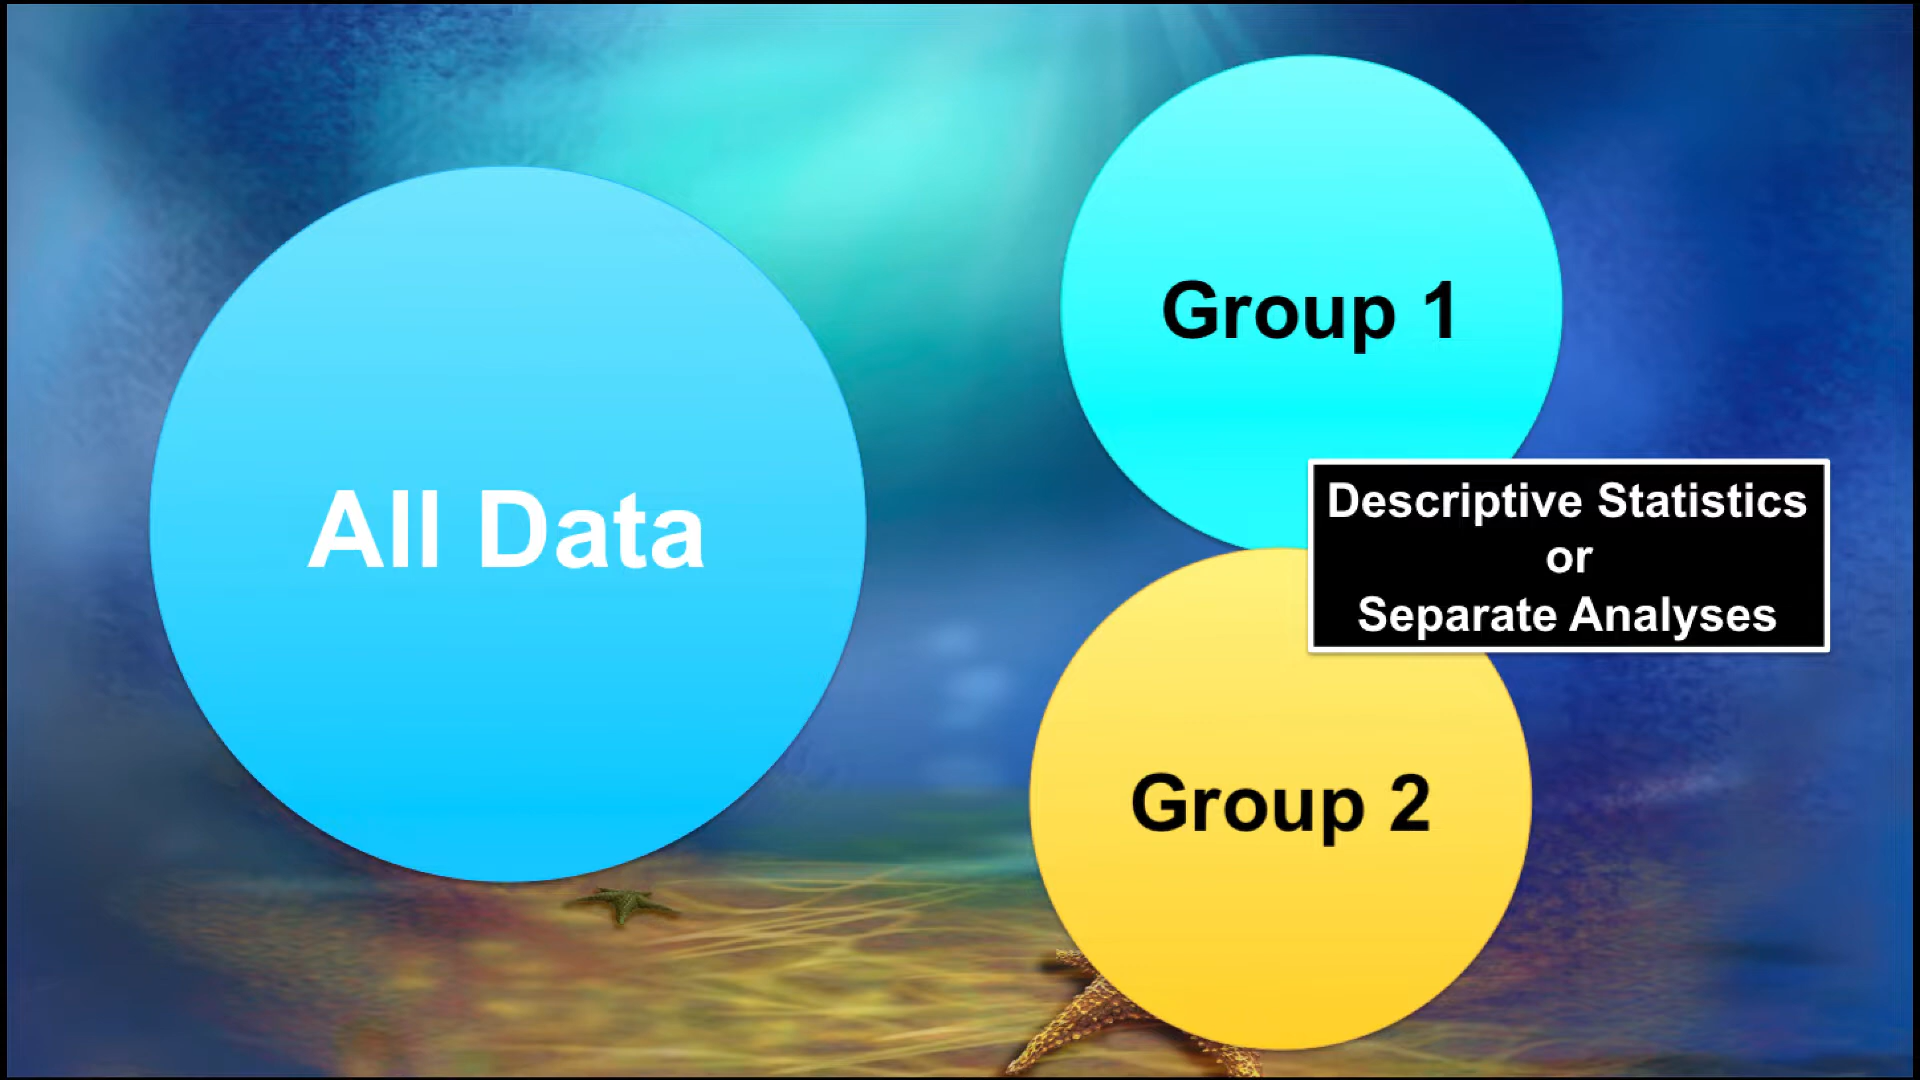 All Data
Group 1
Descriptive Statistics
or
Separate Analyses
Group 2